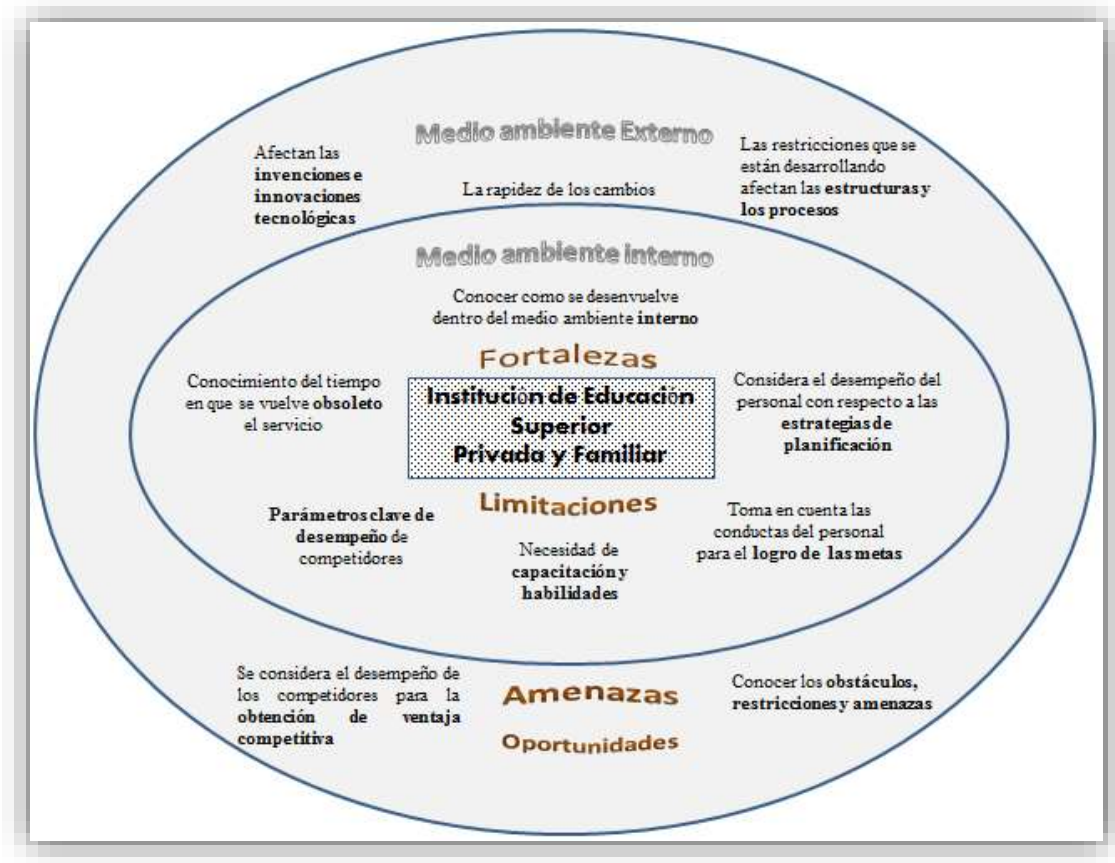 Medio ambiente Externo
Afectan las
invenciones e
innovaciones
tecnológicas
La rapidez de los cambios
Las restricciones que se
están desarrollando
afectan las estructuras y
los procesos
Medio ambiente interno
Conocer como se desenvuelve
dentro del medio ambiente interno
Fortalezas
Conocimiento del tiempo
en que se vuelve obsoleto
el servicio
Institución de Educación
Superior
Privada y Familiar
Considera el desempeño del
personal con respecto a las
estrategias de
planificación
Limitaciones
Parámetros clave de
desempeño de
competidores
Necesidad de
capacitación y
habilidades
Toma en cuenta las
conductas del personal
para el logro de las metas
Se considera el desempeño de
los competidores para la
obtención de ventaja
competitiva
Amenazas
Oportunidades
Conocer los obstáculos,
restricciones y amenazas